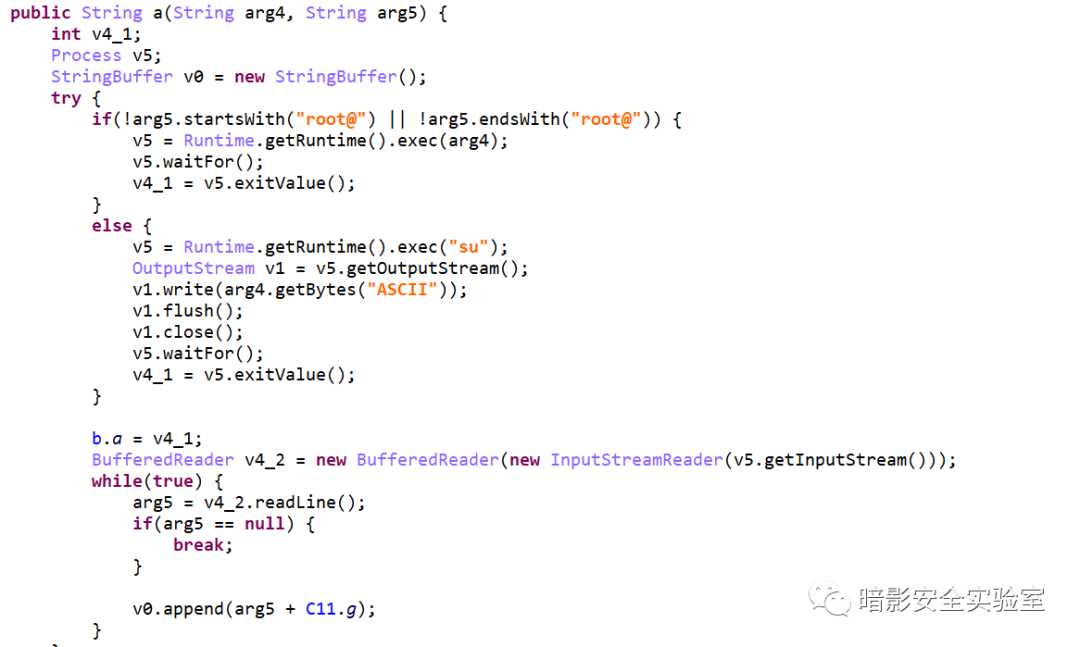 public String a(String arg4, String arg5) {
    int v4_1;
    Process v5;
    StringBuffer v0 = new StringBuffer();
    try {
        if(!arg5.startsWith("root@") || !arg5.endsWith("root@")) {
            v5 = Runtime.getRuntime().exec(arg4);
            v5.waitFor();
            v4_1 = v5.exitValue();
        }
        else {
            v5 = Runtime.getRuntime().exec("su");
            OutputStream v1 = v5.getOutputStream();
            v1.write(arg4.getBytes("ASCII"));
            v1.flush();
            v1.close();
            v5.waitFor();
            v4_1 = v5.exitValue();
        }

        b.a = v4_1;
        BufferedReader v4_2 = new BufferedReader(new InputStreamReader(v5.getInputStream()));
        while(true) {
            arg5 = v4_2.readLine();
            if(arg5 == null) {
                break;
            }

            v0.append(arg5 + C11.g);
        }
暗影安全实验室